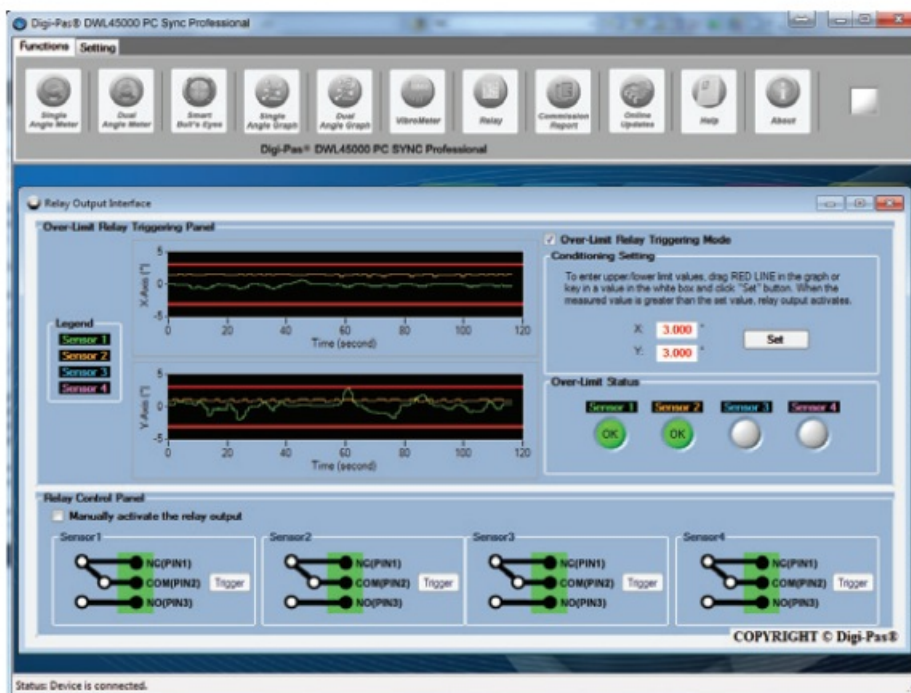 Digi-Pas® DWL45000 PC Sync Professional
Functions Setting
Single Angle Meter
Dual Angle Meter
Smart Bull's Eyes
Single Angle Graph
Dual Angle Graph
VibroMeter
Relay
Commission Report
Online Updates
Help
About
Digi-Pas® DWL45000 PC SYNC Professional
Relay Output Interface
Over-Limit Relay Triggering Panel
Legend
Sensor 1
Sensor 2
Sensor 3
Sensor 4
X-Axis (°)
5
0
-5
0 20 40 60 80 100 120
Time (second)
Y-Axis (°)
5
0
-5
0 20 40 60 80 100 120
Time (second)
Over-Limit Relay Triggering Mode
Conditioning Setting
To enter upper/lower limit values, drag RED LINE in the graph or
key in a value in the white box and click "Set" button. When the
measured value is greater than the set value, relay output activates.
X: 3.000 °
Y: 3.000 °
Set
Over-Limit Status
Sensor 1 Sensor 2 Sensor 3 Sensor 4
OK OK
Relay Control Panel
Manually activate the relay output
Sensor1
NC(PIN1)
COM(PIN2) Trigger
NO(PIN3)
Sensor2
NC(PIN1)
COM(PIN2) Trigger
NO(PIN3)
Sensor3
NC(PIN1)
COM(PIN2) Trigger
NO(PIN3)
Sensor4
NC(PIN1)
COM(PIN2) Trigger
NO(PIN3)
COPYRIGHT © Digi-Pas®
Status: Device is connected.